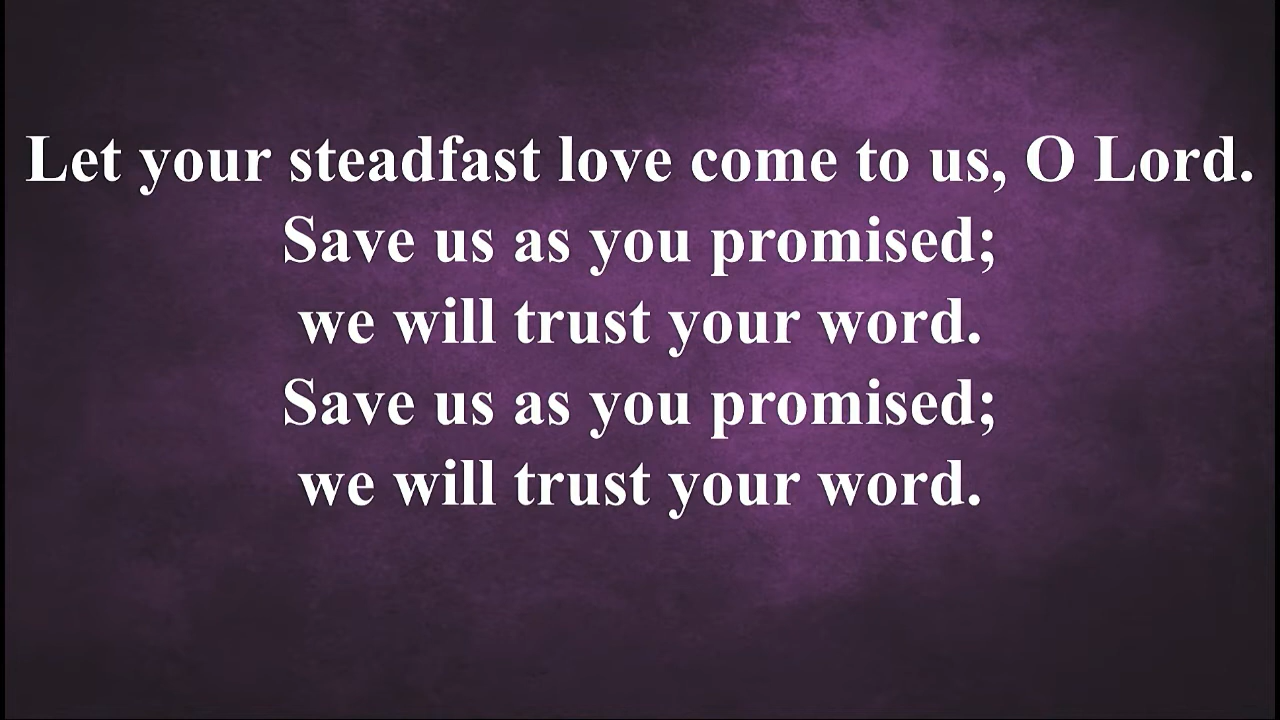 Let your steadfast love come to us, O Lord.
Save us as you promised;
we will trust your word.
Save us as you promised;
we will trust your word.